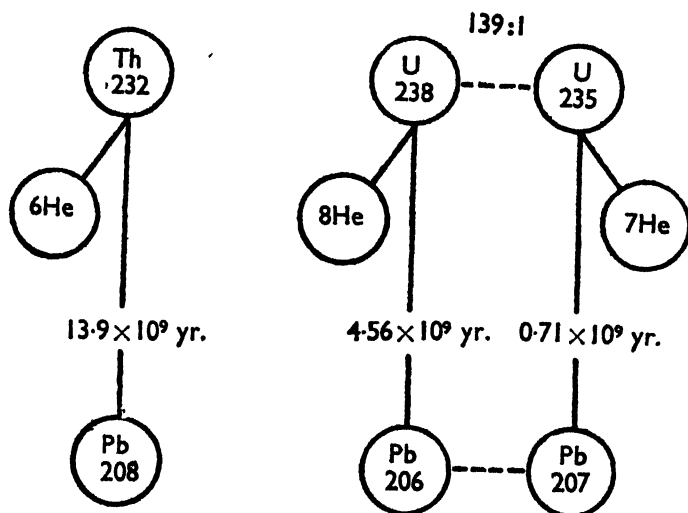 139:1
Th
232
U
238
U
235
6He
8He
7He
13·9×10⁹ yr.
4·56×10⁹ yr.
0·71×10⁹ yr.
Pb
208
Pb
206
Pb
207